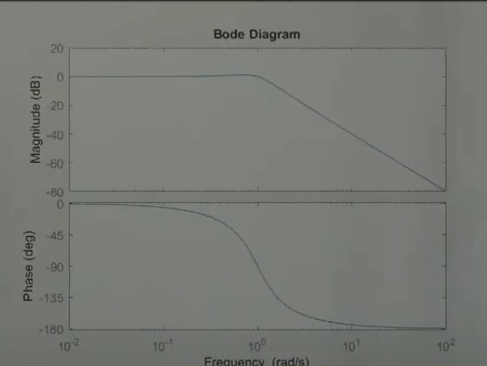 Bode Diagram
20
0
-20
-40
-60
-80
Magnitude (dB)
0
-45
-90
-135
-180
Phase (deg)
10-2 10-1 100 101 102
Frequency (rad/s)